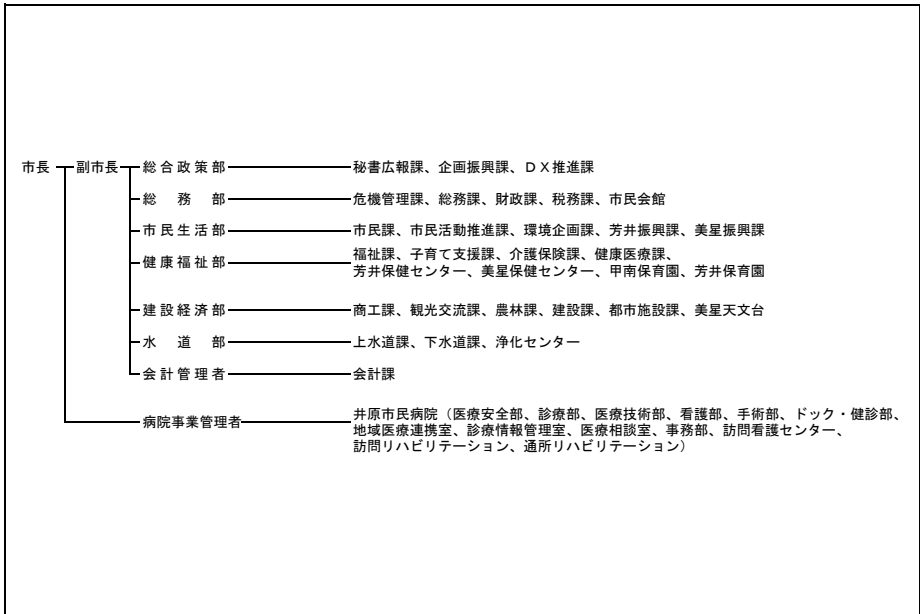 市長 副市長 総合政策部 秘書広報課、企画振興課、ＤＸ推進課
総務部 危機管理課、総務課、財政課、税務課、市民会館
市民生活部 市民課、市民活動推進課、環境企画課、芳井振興課、美星振興課
健康福祉部 福祉課、子育て支援課、介護保険課、健康医療課、
芳井保健センター、美星保健センター、甲南保育園、芳井保育園
建設経済部 商工課、観光交流課、農林課、建設課、都市施設課、美星天文台
水道部 上水道課、下水道課、浄化センター
会計管理者 会計課
病院事業管理者 井原市民病院（医療安全部、診療部、医療技術部、看護部、手術部、ドック・健診部、
地域医療連携室、診療情報管理室、医療相談室、事務部、訪問看護センター、
訪問リハビリテーション、通所リハビリテーション）